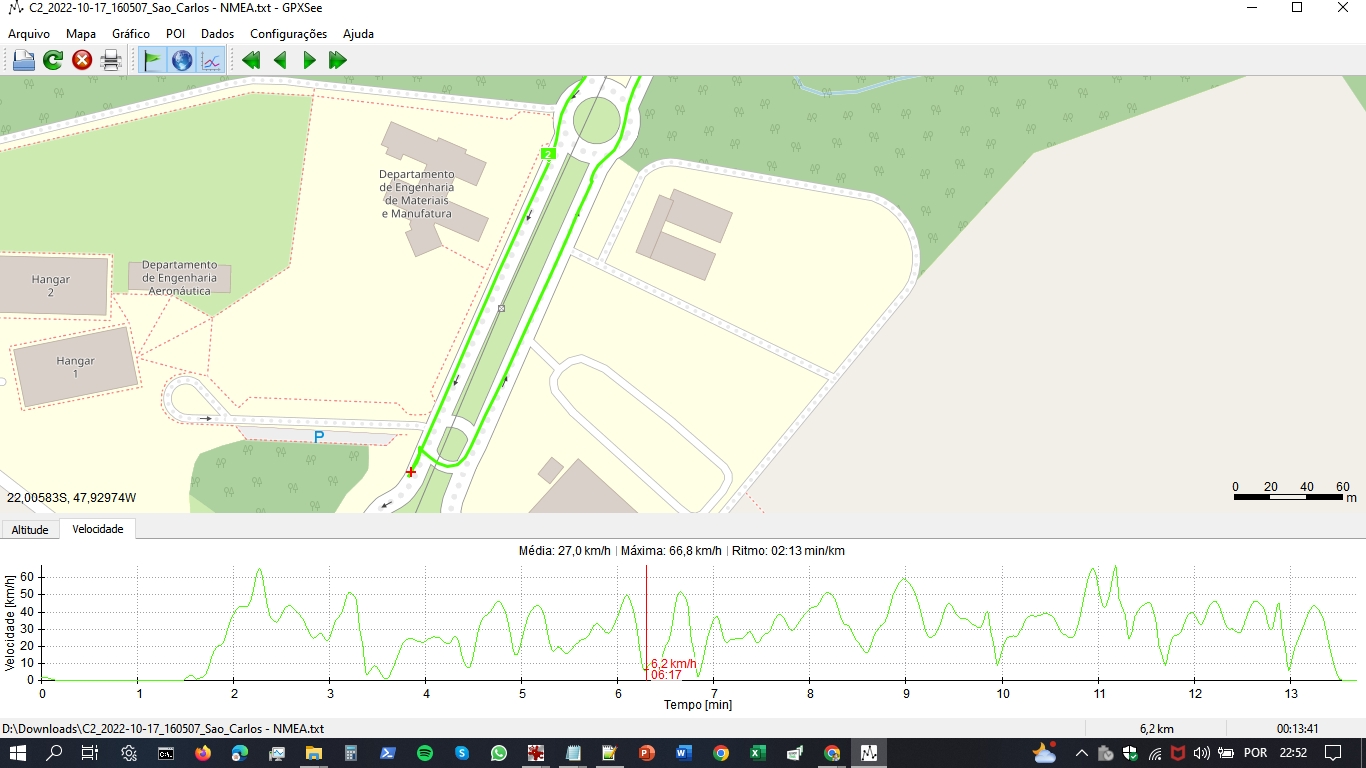 C2_2022-10-17_160507_Sao_Carlos - NMEA.txt - GPXSee
Arquivo Mapa Gráfico POI Dados Configurações Ajuda
2
Departamento
de Engenharia
de Materiais
e Manufatura
Departamento
de Engenharia
Aeronáutica
Hangar
2
Hangar
1
P
22,00583S, 47,92974W
0 20 40 60
m
Altitude Velocidade
Média: 27,0 km/h | Máxima: 66,8 km/h | Ritmo: 02:13 min/km
Velocidade [km/h]
60
50
40
30
20
10
0
6,2 km/h
06:17
0 1 2 3 4 5 6 7 8 9 10 11 12 13
Tempo [min]
D:\Downloads\C2_2022-10-17_160507_Sao_Carlos - NMEA.txt 6,2 km 00:13:41
POR 22:52